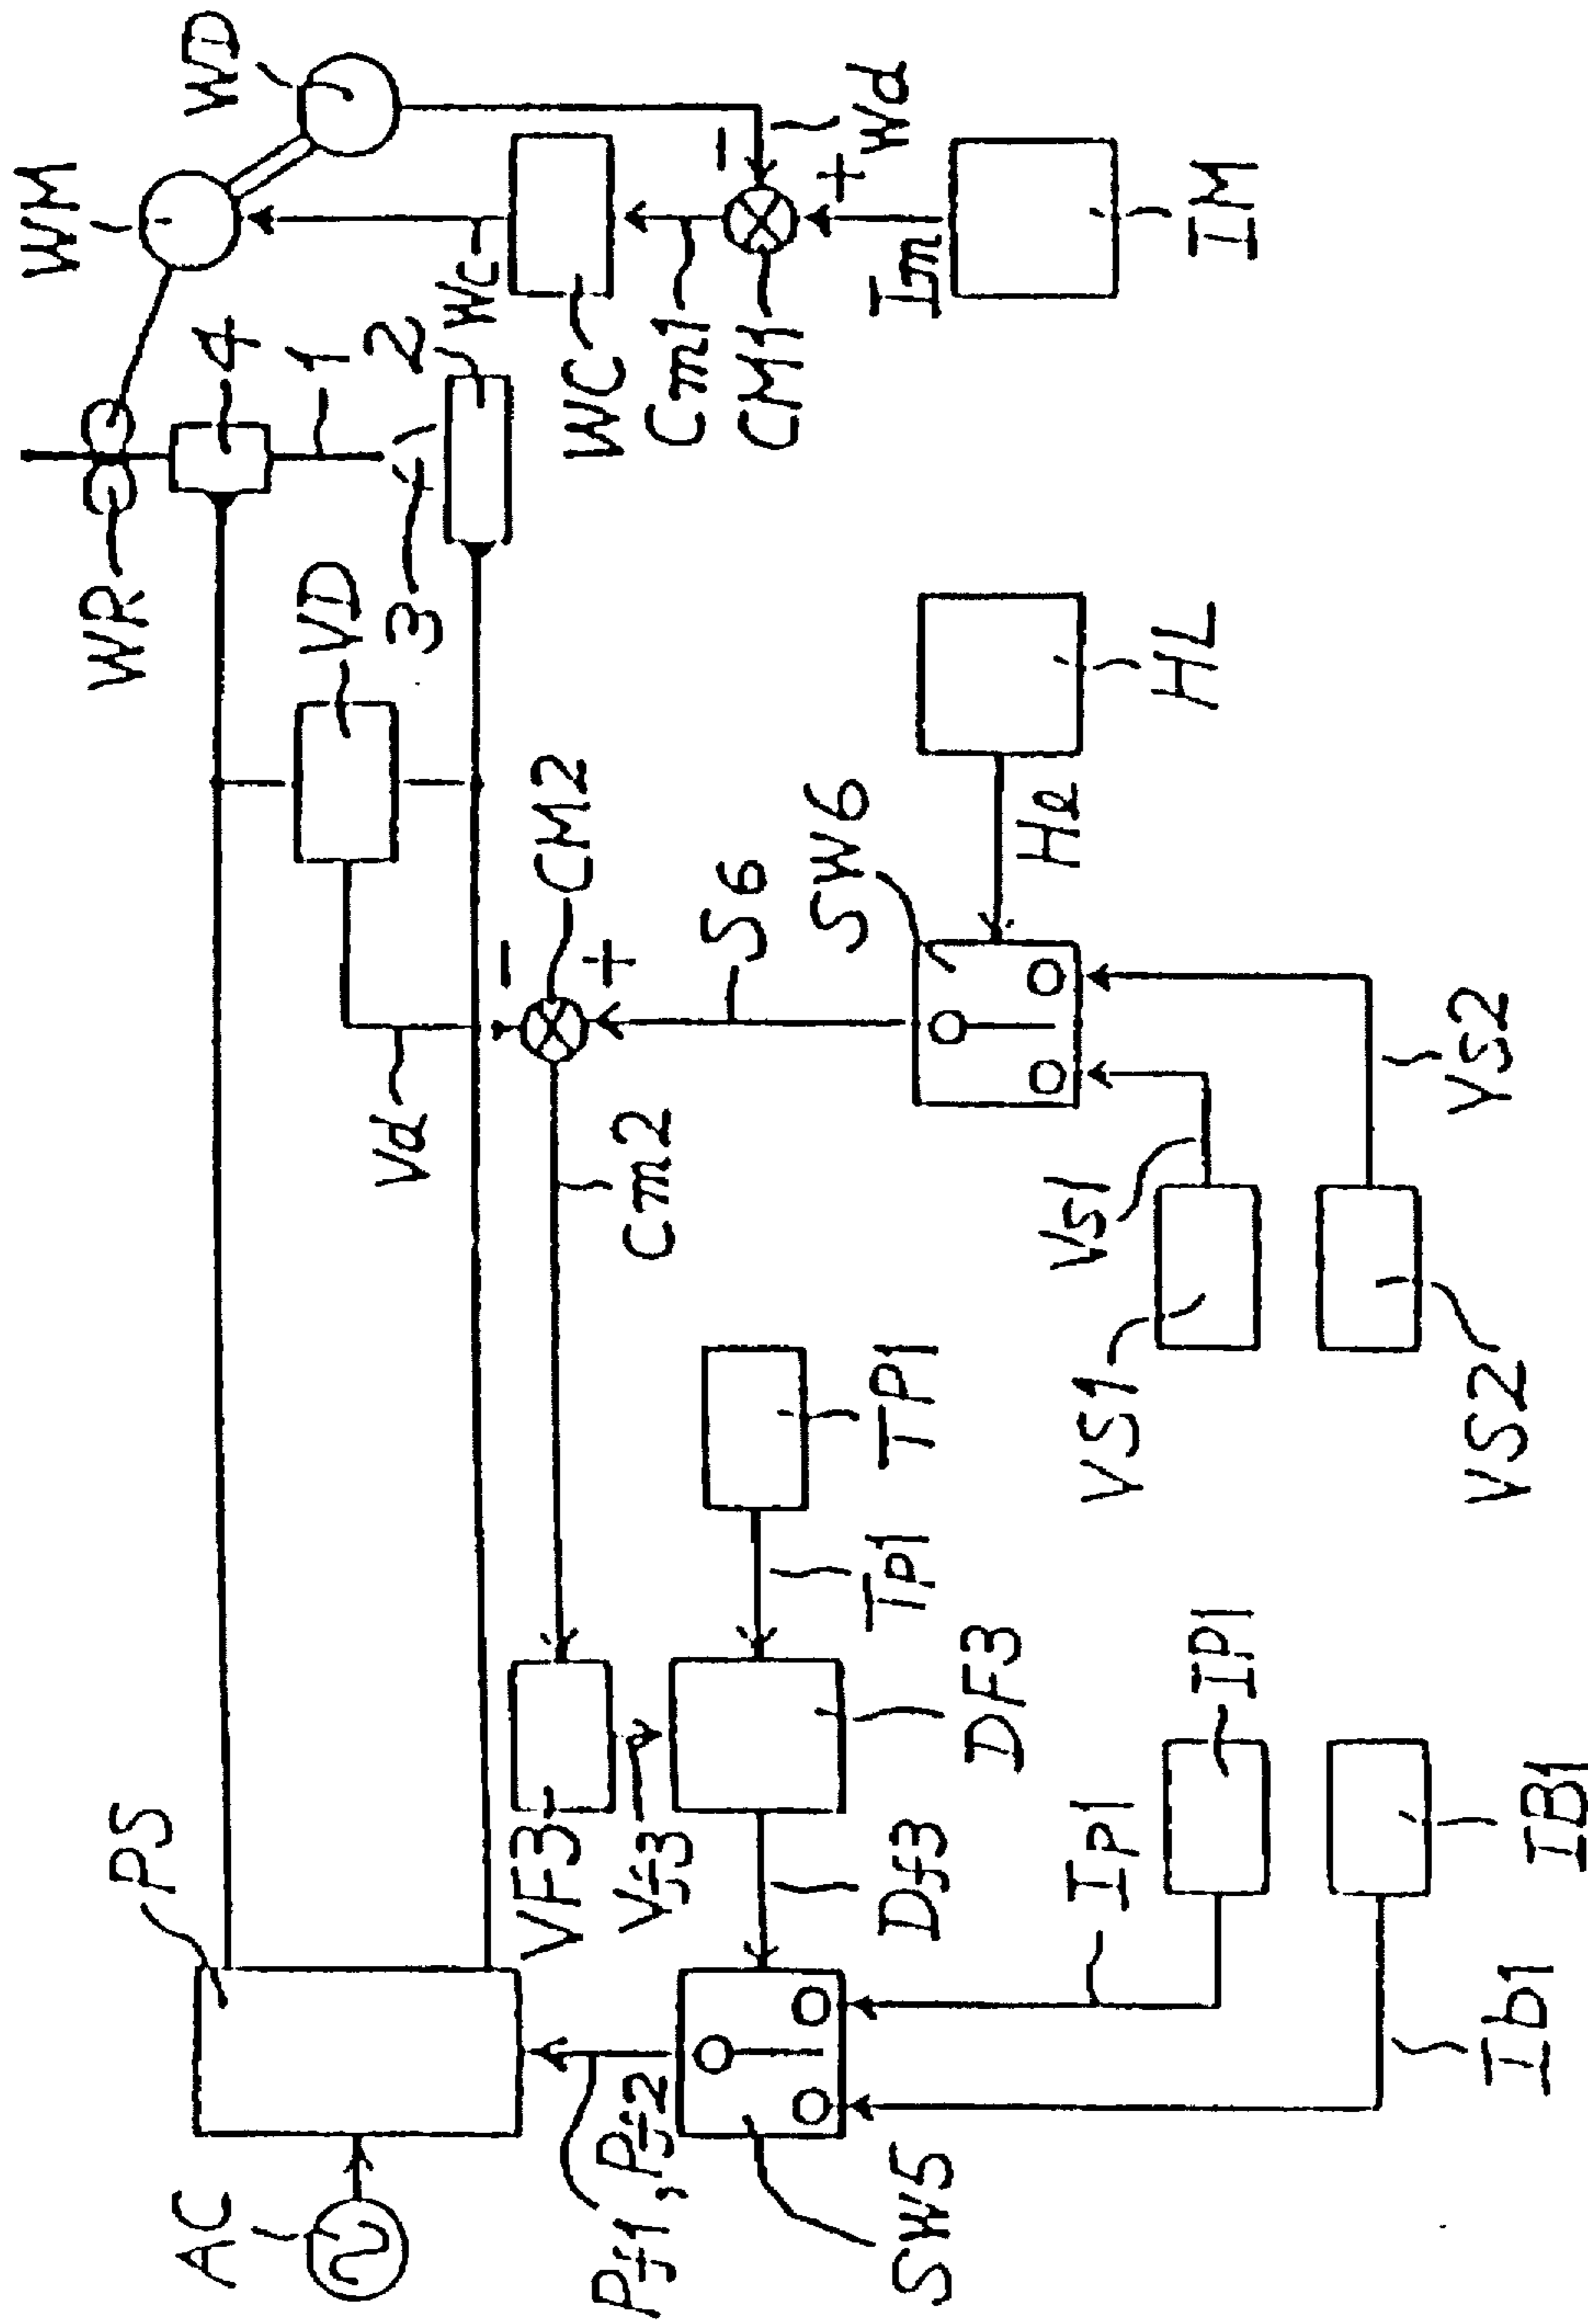 AC
PS
VD
WR
WM
WD
4
1
2
3
Wc
WC
Cm1
CM1
Wd
+
-
Im
IM
Vd
CM2
-
+
Cm2
S6
SW6
Hl
HL
VF3
Vf3
TP1
Tp1
DF3
Df3
Pf1, Pf2
SW5
Ip1
IP1
Ib1
IB1
Vs1
VS1
Vs2
VS2